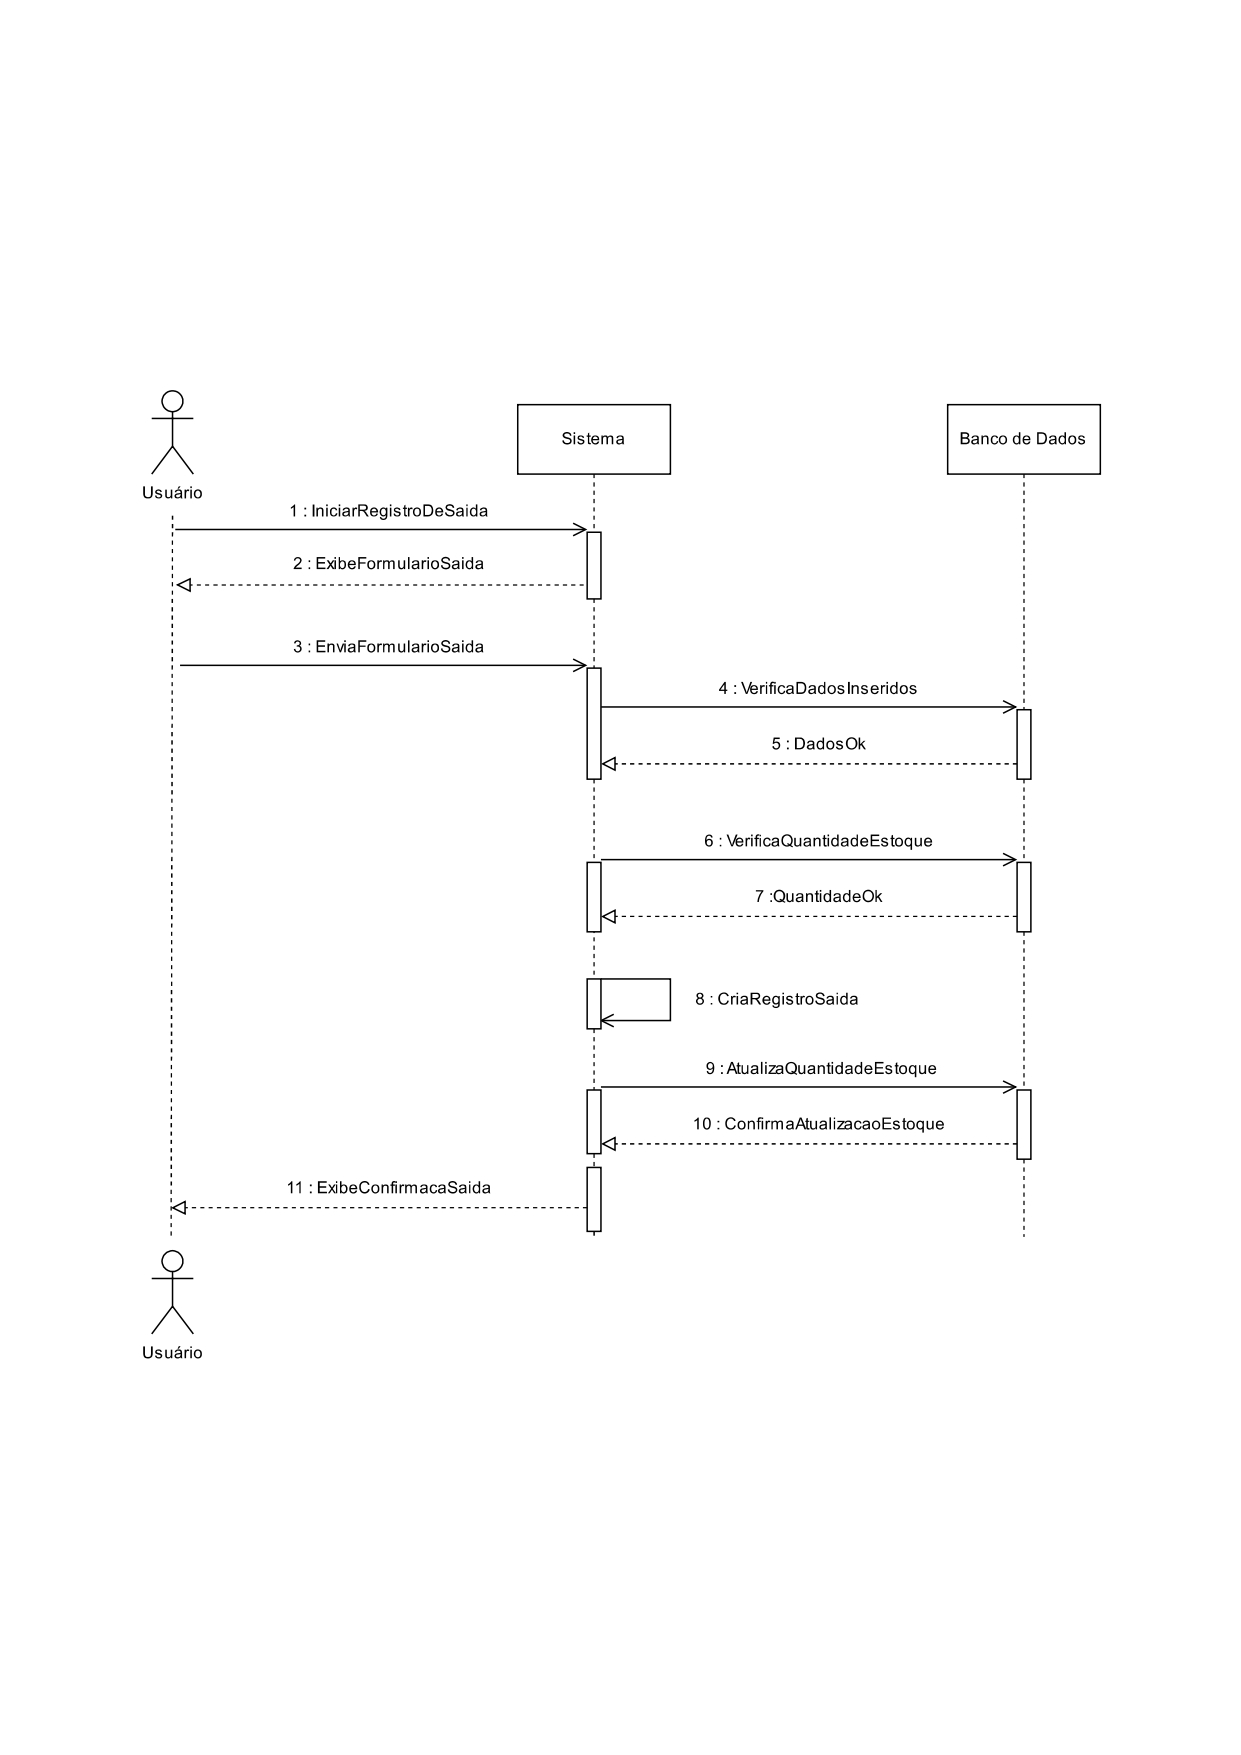 Sistema
Banco de Dados
Usuário
1 : IniciarRegistroDeSaida
2 : ExibeFormularioSaida
3 : EnviaFormularioSaida
4 : VerificaDadosInseridos
5 : DadosOk
6 : VerificaQuantidadeEstoque
7 :QuantidadeOk
8 : CriaRegistroSaida
9 : AtualizaQuantidadeEstoque
10 : ConfirmaAtualizacaoEstoque
11 : ExibeConfirmacaSaida
Usuário